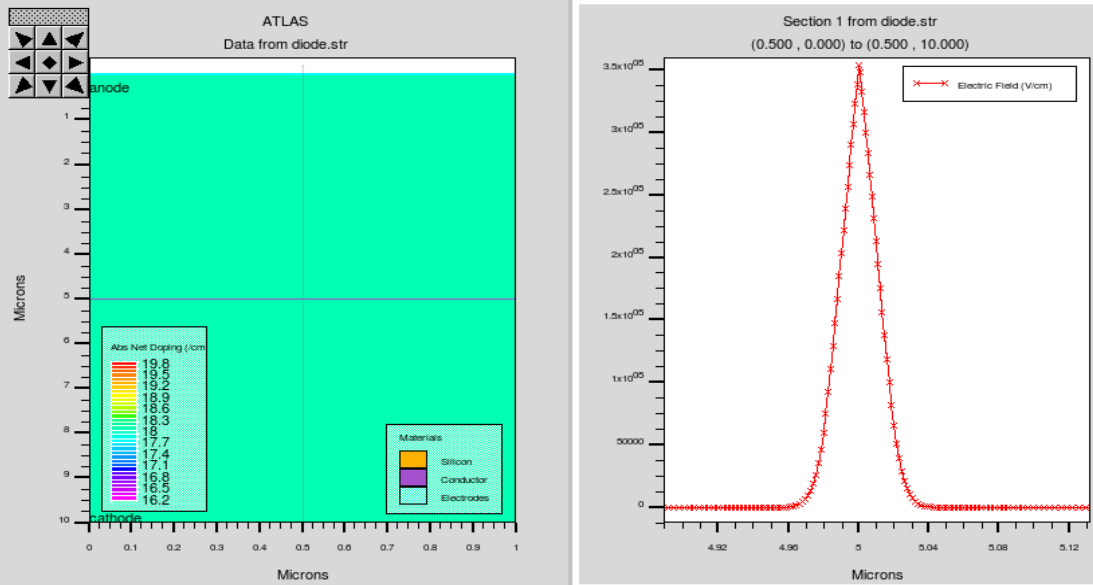 ATLAS
Data from diode.str
anode
1
2
3
4
5
6
7
8
9
10
Microns
Abs Net Doping (/cm
19.8
19.5
19.2
18.9
18.6
18.3
18
17.7
17.4
17.1
16.8
16.5
16.2
Materials
Silicon
Conductor
Electrodes
cathode
0 0.1 0.2 0.3 0.4 0.5 0.6 0.7 0.8 0.9 1
Microns
Section 1 from diode.str
(0.500 , 0.000) to (0.500 , 10.000)
Electric Field (V/cm)
3.5x10^05
3x10^05
2.5x10^05
2x10^05
1.5x10^05
1x10^05
50000
0
4.92 4.96 5 5.04 5.08 5.12
Microns